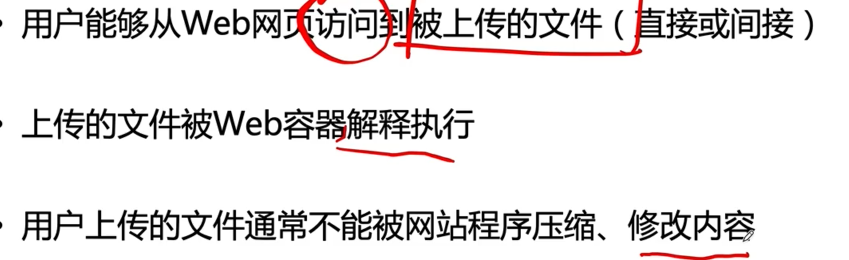 • 用户能够从Web网页访问到被上传的文件（直接或间接）
• 上传的文件被Web容器解释执行
• 用户上传的文件通常不能被网站程序压缩、修改内容